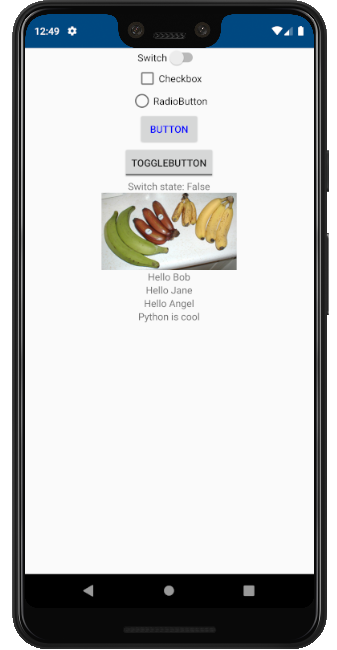 12:49
Switch
Checkbox
RadioButton
BUTTON
TOGGLEBUTTON
Switch state: False
Hello Bob
Hello Jane
Hello Angel
Python is cool